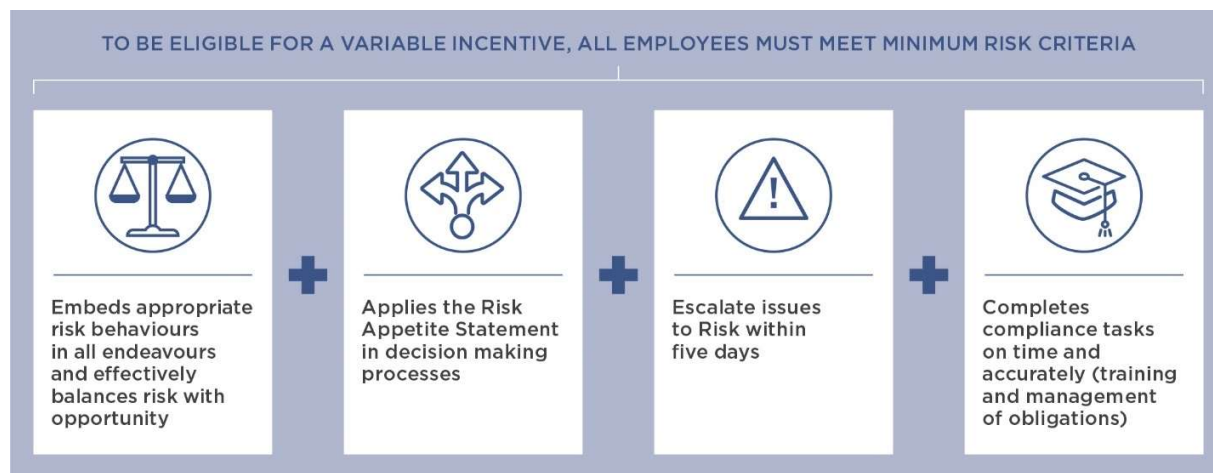 TO BE ELIGIBLE FOR A VARIABLE INCENTIVE, ALL EMPLOYEES MUST MEET MINIMUM RISK CRITERIA
Embeds appropriate
risk behaviours
in all endeavours
and effectively
balances risk with
opportunity
Applies the Risk
Appetite Statement
in decision making
processes
Escalate issues
to Risk within
five days
Completes
compliance tasks
on time and
accurately (training
and management
of obligations)